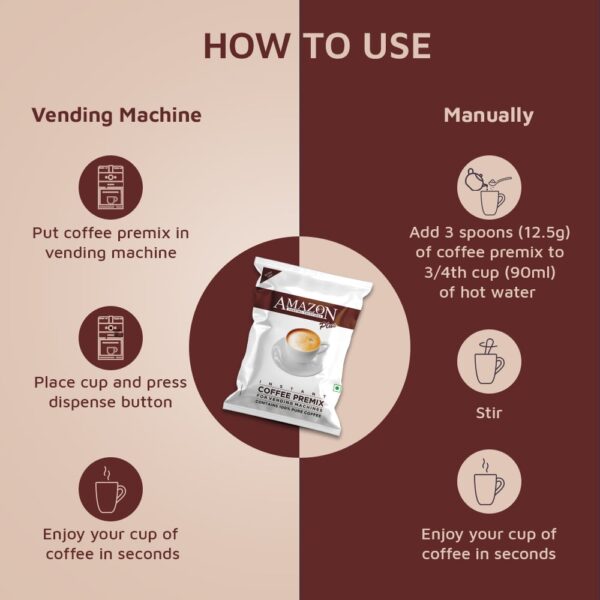 HOW TO USE
Vending Machine
Put coffee premix in
vending machine
Place cup and press
dispense button
Enjoy your cup of
coffee in seconds
AMAZON
Plus
INSTANT
COFFEE PREMIX
FOR VENDING MACHINES
CONTAINS 100% PURE COFFEE
Manually
Add 3 spoons (12.5g)
of coffee premix to
3/4th cup (90ml)
of hot water
Stir
Enjoy your cup of
coffee in seconds